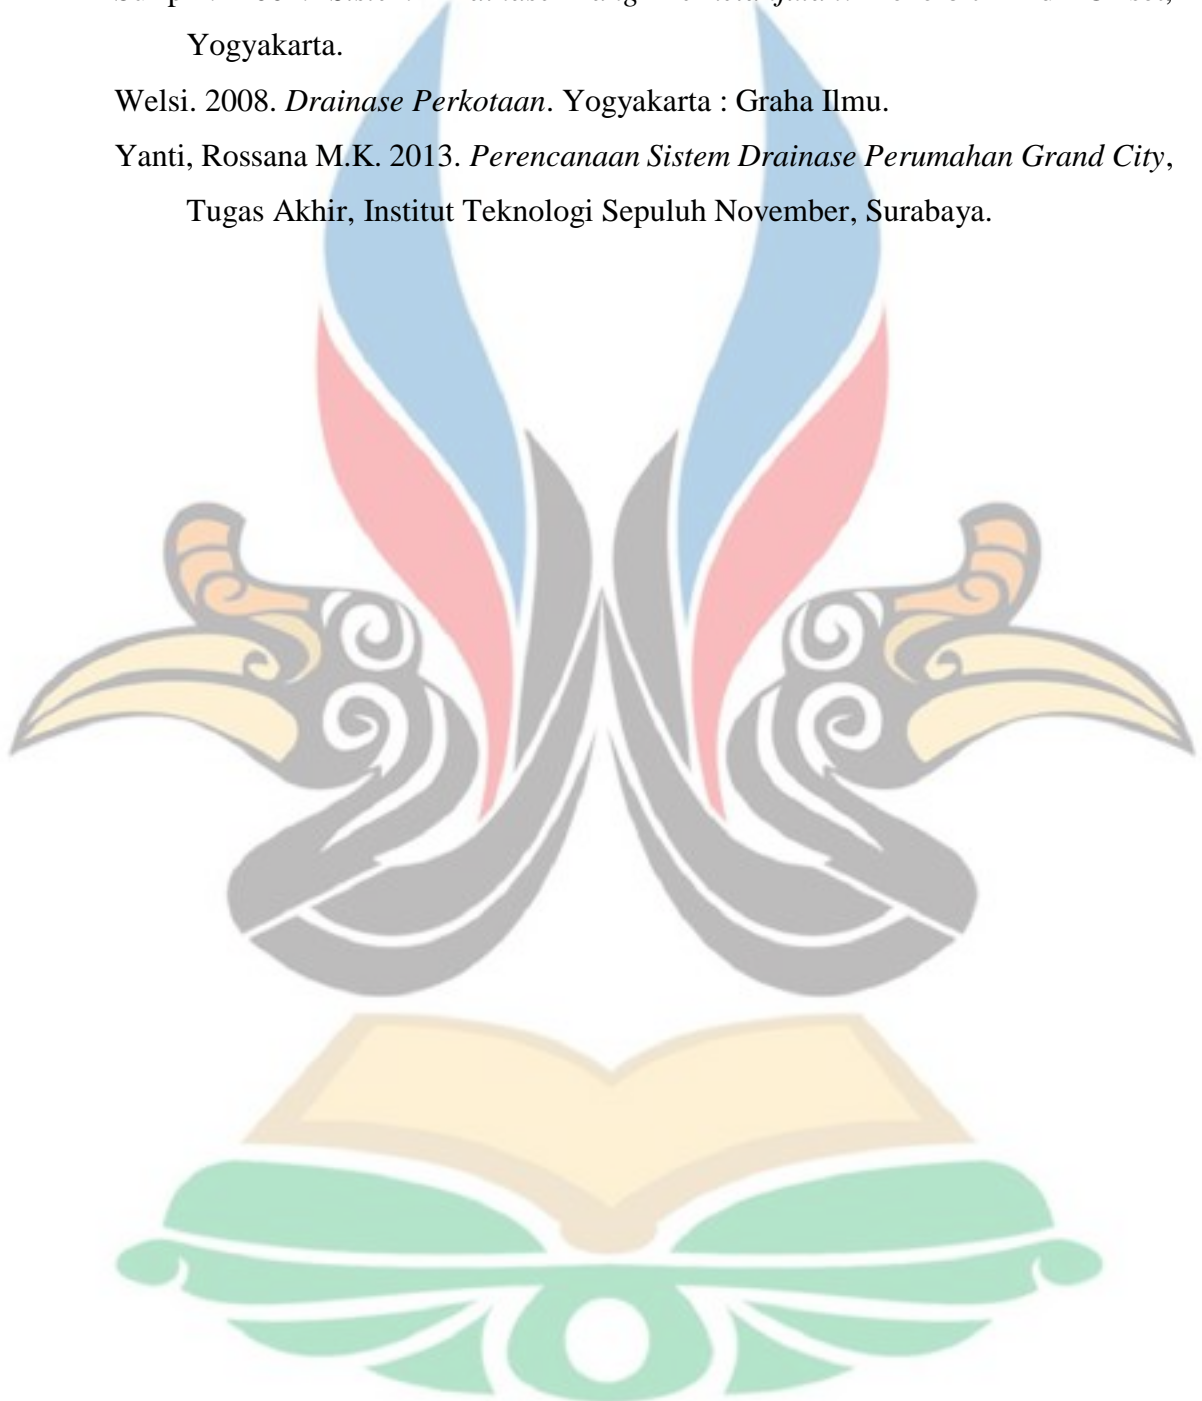 Yogyakarta.
Welsi. 2008. Drainase Perkotaan. Yogyakarta : Graha Ilmu.
Yanti, Rossana M.K. 2013. Perencanaan Sistem Drainase Perumahan Grand City,
Tugas Akhir, Institut Teknologi Sepuluh November, Surabaya.